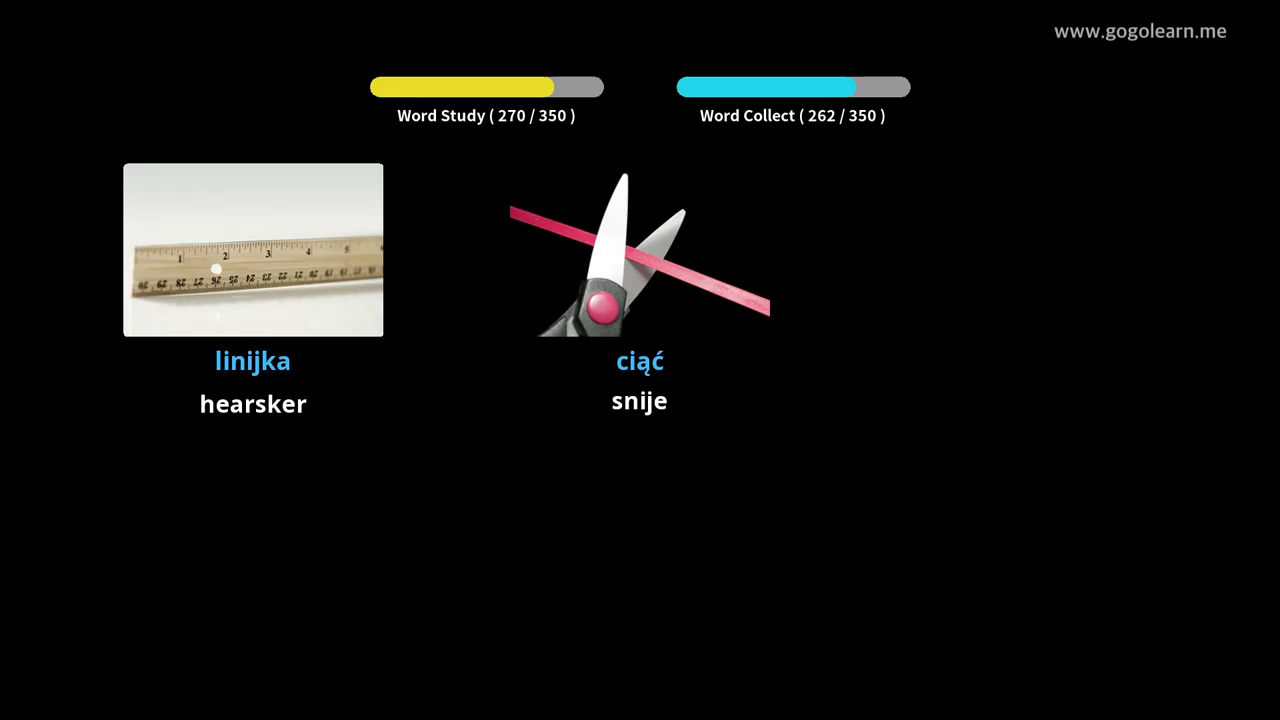 www.gogolearn.me
Word Study ( 270 / 350 )
Word Collect ( 262 / 350 )
linijka
ciąć
hearsker
snije